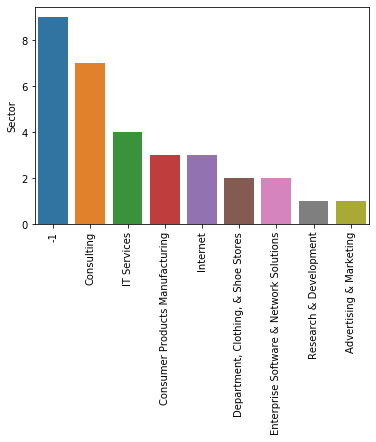 8
6
4
2
0
Sector
-1
Consulting
IT Services
Consumer Products Manufacturing
Internet
Department, Clothing, & Shoe Stores
Enterprise Software & Network Solutions
Research & Development
Advertising & Marketing